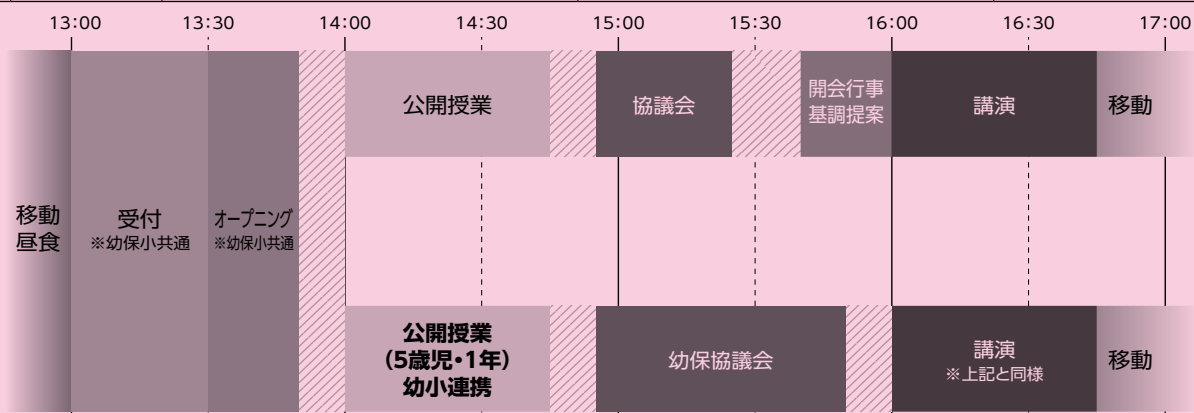 13:00 13:30 14:00 14:30 15:00 15:30 16:00 16:30 17:00
公開授業
協議会
開会行事
基調提案
講演
移動
移動
昼食
受付
※幼保小共通
オープニング
※幼保小共通
公開授業
(5歳児・1年)
幼小連携
幼保協議会
講演
※上記と同様
移動